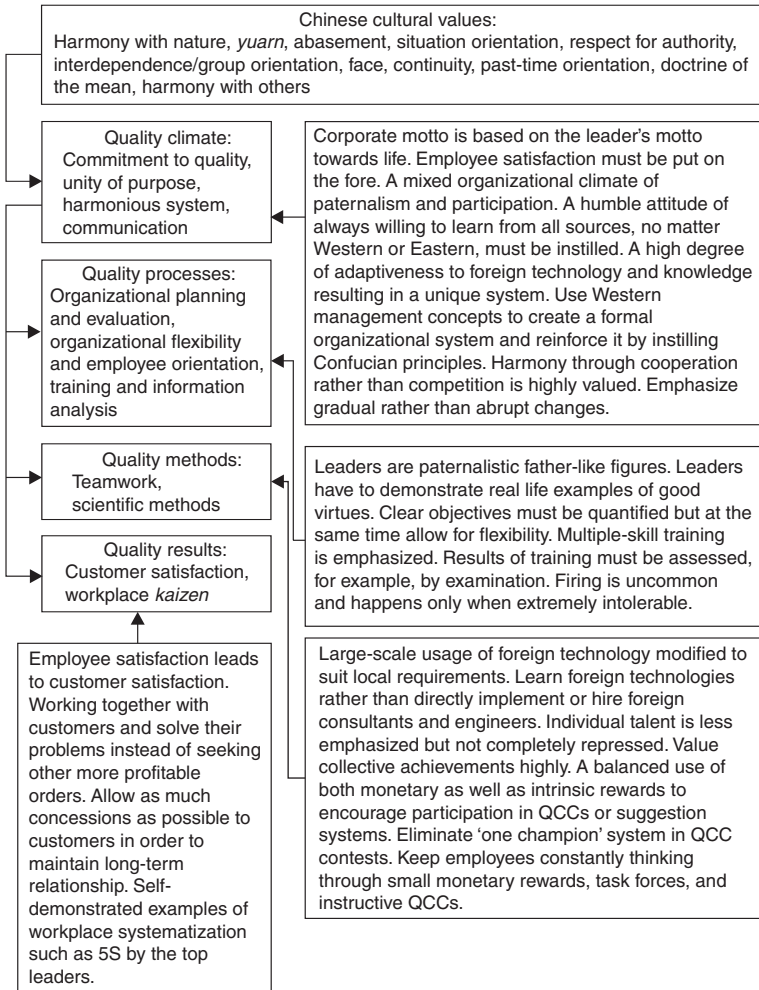 Chinese cultural values:
Harmony with nature, yuarn, abasement, situation orientation, respect for authority,
interdependence/group orientation, face, continuity, past-time orientation, doctrine of
the mean, harmony with others
Quality climate:
Commitment to quality,
unity of purpose,
harmonious system,
communication
Corporate motto is based on the leader's motto
towards life. Employee satisfaction must be put on
the fore. A mixed organizational climate of
paternalism and participation. A humble attitude of
always willing to learn from all sources, no matter
Western or Eastern, must be instilled. A high degree
of adaptiveness to foreign technology and knowledge
resulting in a unique system. Use Western
management concepts to create a formal
organizational system and reinforce it by instilling
Confucian principles. Harmony through cooperation
rather than competition is highly valued. Emphasize
gradual rather than abrupt changes.
Quality processes:
Organizational planning
and evaluation,
organizational flexibility
and employee orientation,
training and information
analysis
Leaders are paternalistic father-like figures. Leaders
have to demonstrate real life examples of good
virtues. Clear objectives must be quantified but at the
same time allow for flexibility. Multiple-skill training
is emphasized. Results of training must be assessed,
for example, by examination. Firing is uncommon
and happens only when extremely intolerable.
Quality methods:
Teamwork,
scientific methods
Large-scale usage of foreign technology modified to
suit local requirements. Learn foreign technologies
rather than directly implement or hire foreign
consultants and engineers. Individual talent is less
emphasized but not completely repressed. Value
collective achievements highly. A balanced use of
both monetary as well as intrinsic rewards to
encourage participation in QCCs or suggestion
systems. Eliminate 'one champion' system in QCC
contests. Keep employees constantly thinking
through small monetary rewards, task forces, and
instructive QCCs.
Quality results:
Customer satisfaction,
workplace kaizen
Employee satisfaction leads
to customer satisfaction.
Working together with
customers and solve their
problems instead of seeking
other more profitable
orders. Allow as much
concessions as possible to
customers in order to
maintain long-term
relationship. Self-
demonstrated examples of
workplace systematization
such as 5S by the top
leaders.